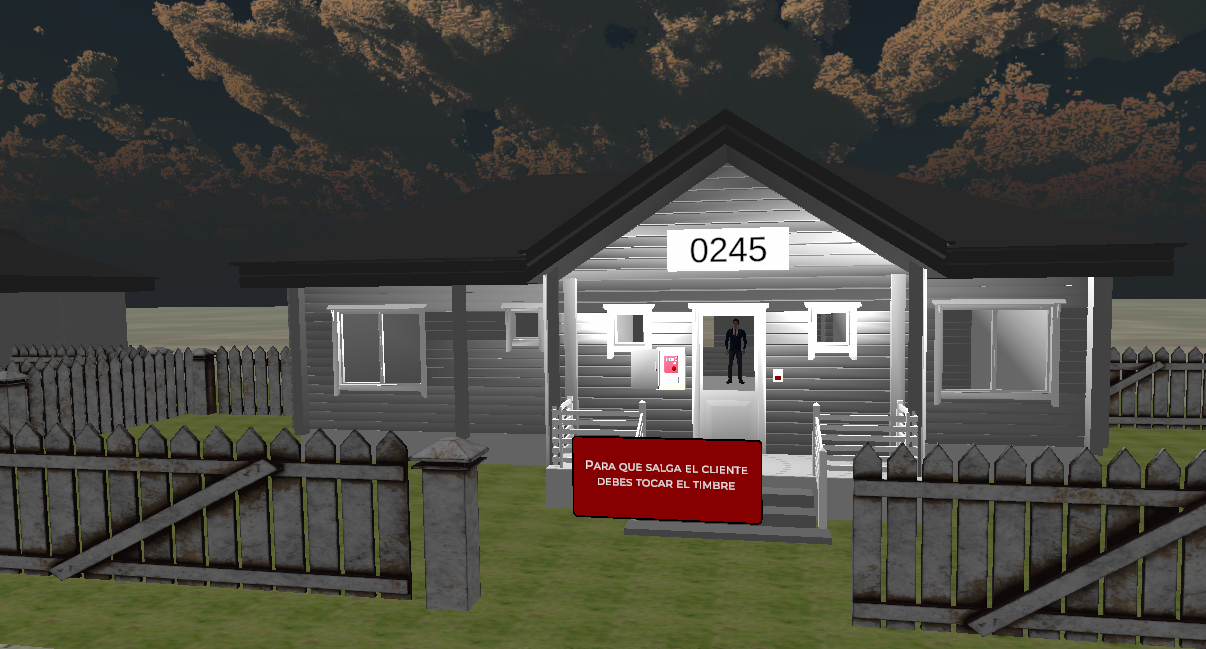 0245
PARA QUE SALGA EL CLIENTE
DEBES TOCAR EL TIMBRE